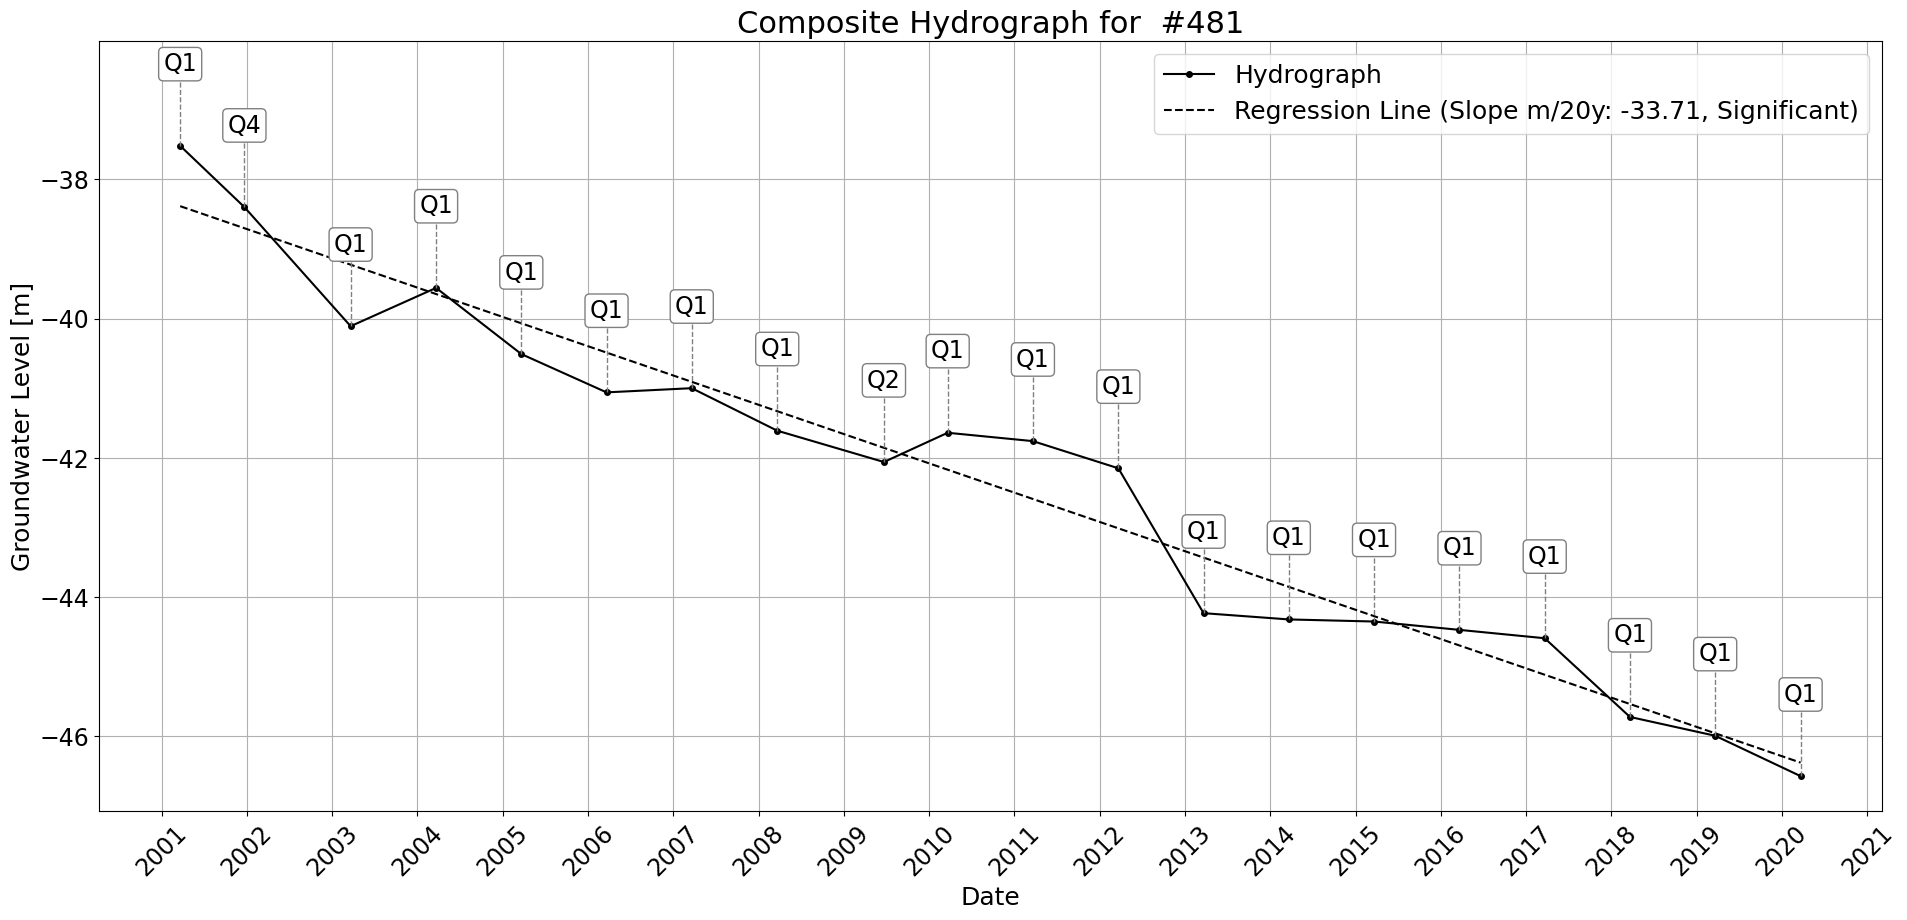 Composite Hydrograph for  #481
Hydrograph
Regression Line (Slope m/20y: -33.71, Significant)
Q1
Q4
Q1
Q1
Q1
Q1
Q1
Q1
Q2
Q1
Q1
Q1
Q1
Q1
Q1
Q1
Q1
Q1
Q1
Q1
Groundwater Level [m]
−38
−40
−42
−44
−46
2001
2002
2003
2004
2005
2006
2007
2008
2009
2010
2011
2012
2013
2014
2015
2016
2017
2018
2019
2020
2021
Date